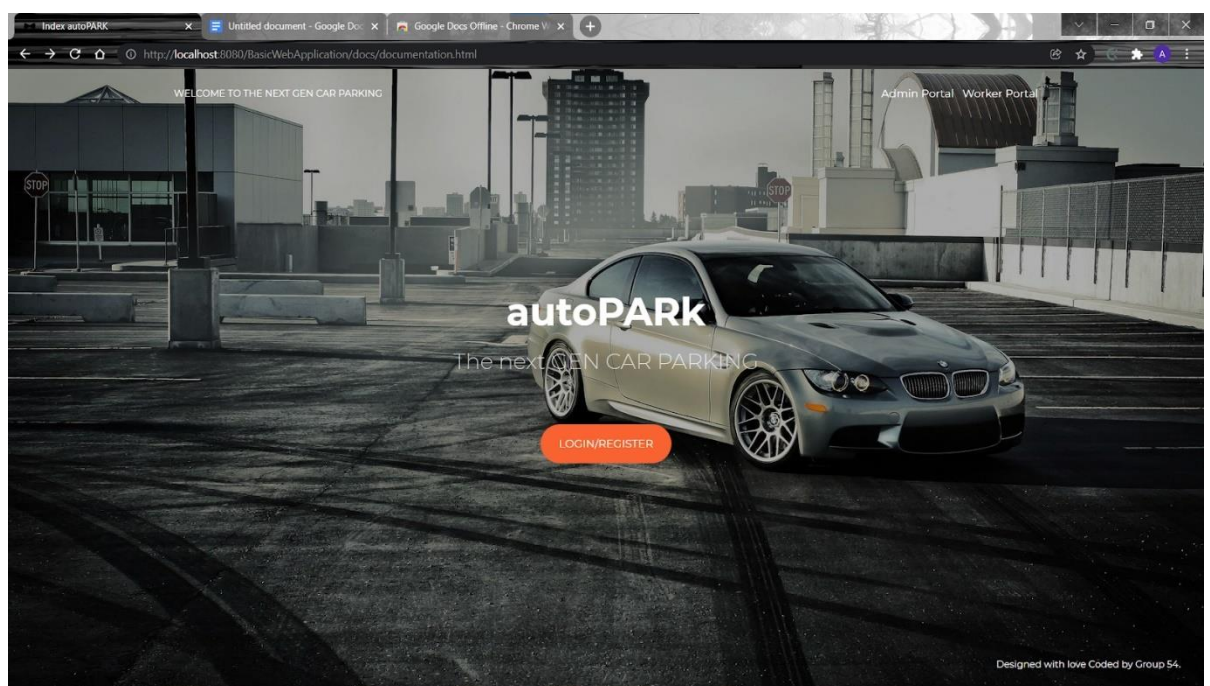 Index autoPARK
Untitled document - Google Doc
Google Docs Offline - Chrome W
http://localhost:8080/BasicWebApplication/docs/documentation.html
A
WELCOME TO THE NEXT GEN CAR PARKING
Admin Portal Worker Portal
STOP
STOP
autoPARk
The next GEN CAR PARKING
LOGIN/REGISTER
Designed with love Coded by Group 54.